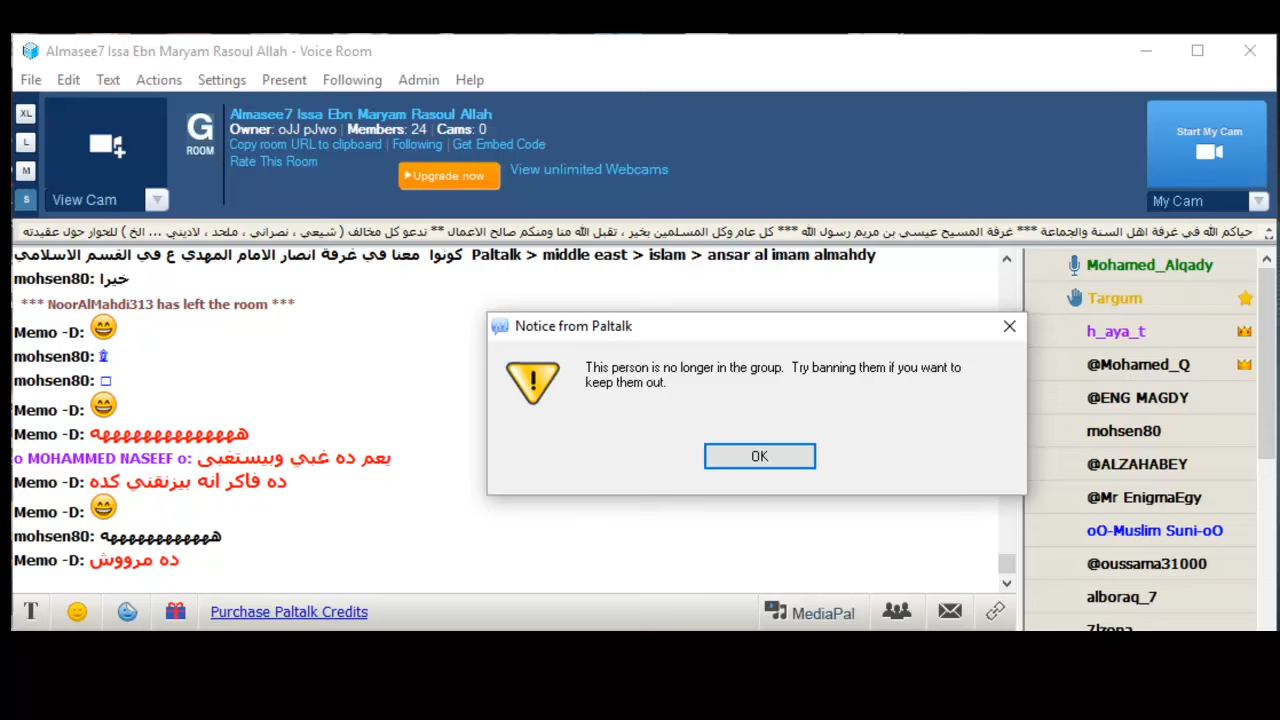 Almasee7 Issa Ebn Maryam Rasoul Allah - Voice Room
File Edit Text Actions Settings Present Following Admin Help
XL
L
M
S
View Cam
G
ROOM
Almasee7 Issa Ebn Maryam Rasoul Allah
Owner: oJJ pJwo | Members: 24 | Cams: 0
Copy room URL to clipboard | Following | Get Embed Code
Rate This Room
Upgrade now
View unlimited Webcams
Start My Cam
My Cam
حياكم الله في غرفة اهل السنة والجماعة *** غرفة المسيح عيسي بن مريم رسول الله *** كل عام وكل المسلمين بخير ، تقبل الله منا ومنكم صالح الاعمال ** ندعو كل مخالف ( شيعي ، نصراني ، ملحد ، لاديني ... الخ ) للحوار حول عقيدته
كونوا معنا في غرفة انصار الامام المهدي ع في القسم الاسلامي Paltalk > middle east > islam > ansar al imam almahdy
mohsen80: خيرا
*** NoorAlMahdi313 has left the room ***
Memo -D:
mohsen80:
mohsen80:
Memo -D:
Memo -D: هههههههههههههههه
o MOHAMMED NASEEF o: يعم ده غبي وبيستغبى
Memo -D: ده فاكر انه بيزنقني كده
Memo -D:
mohsen80: ههههههههههههه
Memo -D: ده مرووش
Notice from Paltalk
This person is no longer in the group. Try banning them if you want to
keep them out.
OK
Mohamed_Alqady
Targum
h_aya_t
@Mohamed_Q
@ENG MAGDY
mohsen80
@ALZAHABEY
@Mr EnigmaEgy
oO-Muslim Suni-oO
@oussama31000
alboraq_7
T
Purchase Paltalk Credits
MediaPal